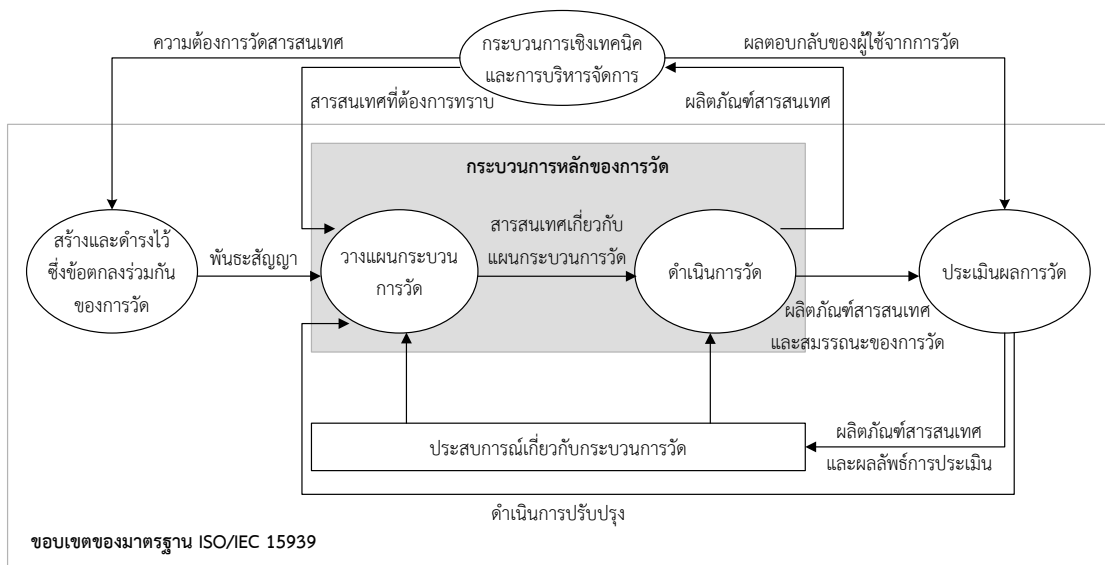 ความต้องการวัดสารสนเทศ
กระบวนการเชิงเทคนิค
และการบริหารจัดการ
ผลตอบกลับของผู้ใช้จากการวัด
สารสนเทศที่ต้องการทราบ
ผลิตภัณฑ์สารสนเทศ
กระบวนการหลักของการวัด
สร้างและดำรงไว้
ซึ่งข้อตกลงร่วมกัน
ของการวัด
พันธะสัญญา
วางแผนกระบวน
การวัด
สารสนเทศเกี่ยวกับ
แผนกระบวนการวัด
ดำเนินการวัด
ประเมินผลการวัด
ผลิตภัณฑ์สารสนเทศ
และสมรรถนะของการวัด
ประสบการณ์เกี่ยวกับกระบวนการวัด
ผลิตภัณฑ์สารสนเทศ
และผลลัพธ์การประเมิน
ดำเนินการปรับปรุง
ขอบเขตของมาตรฐาน ISO/IEC 15939